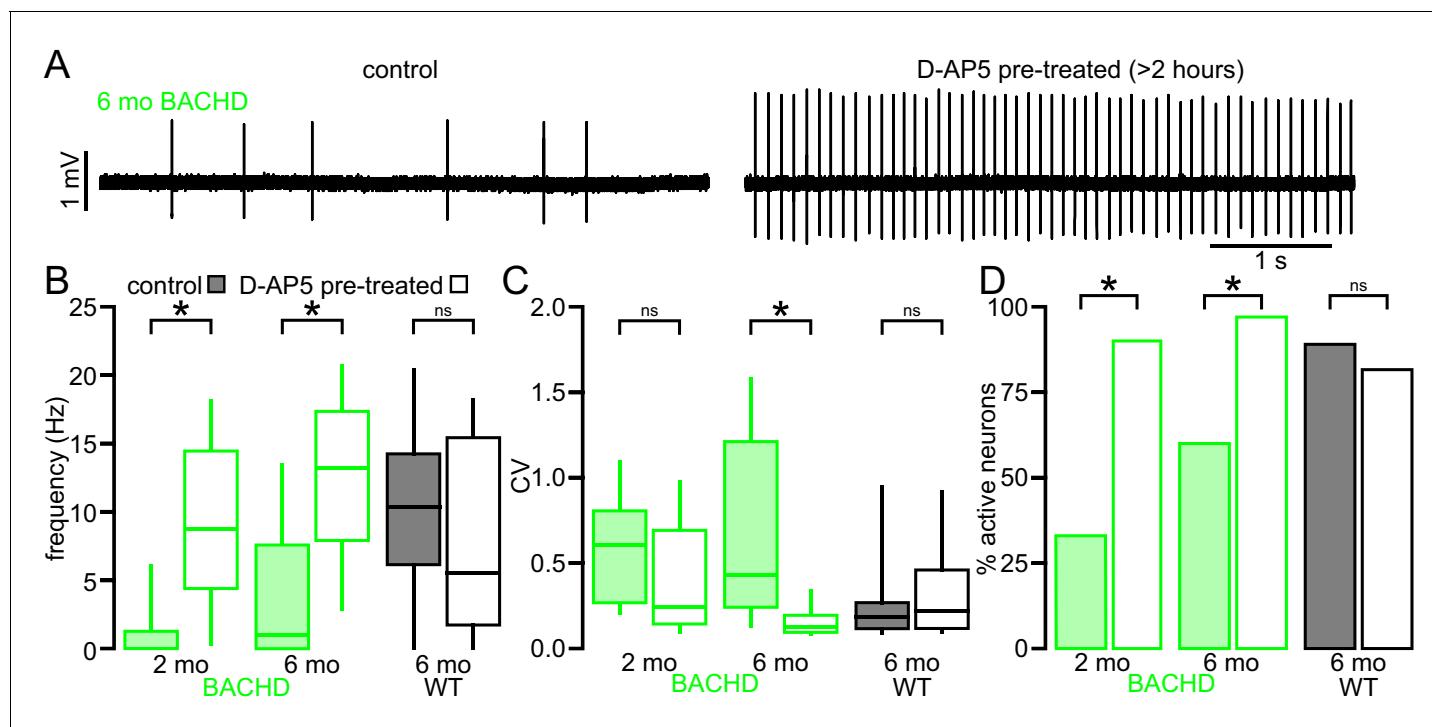 A
control
D-AP5 pre-treated (>2 hours)
6 mo BACHD
1 mV
1 s
B
control
D-AP5 pre-treated
frequency (Hz)
25
20
15
10
5
0
*
*
ns
2 mo
6 mo
6 mo
BACHD
WT
C
CV
2.0
1.5
1.0
0.5
0.0
ns
*
ns
2 mo
6 mo
6 mo
BACHD
WT
D
% active neurons
100
75
50
25
0
*
*
ns
2 mo
6 mo
6 mo
BACHD
WT